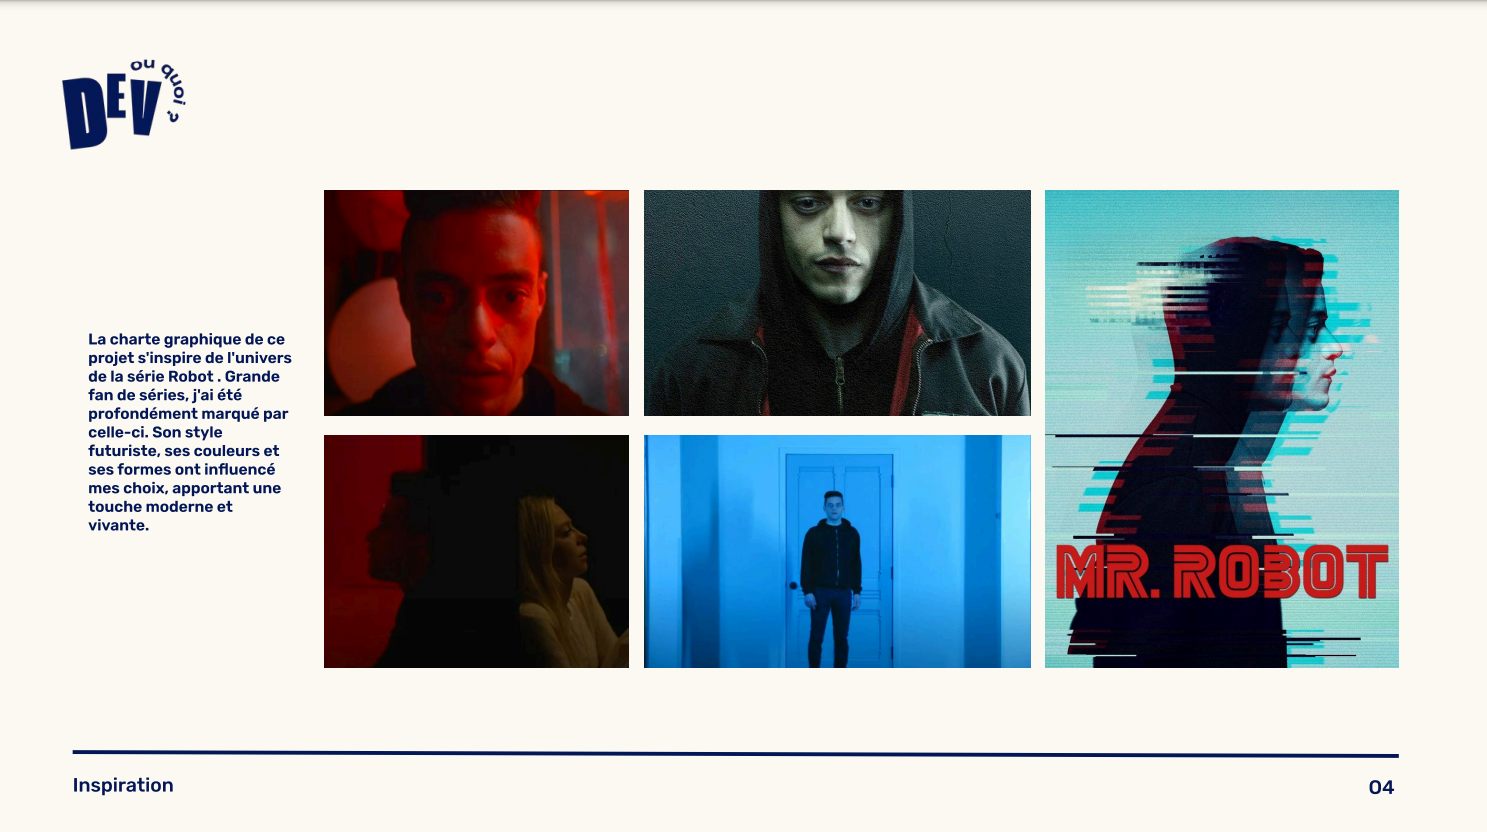 DEV ou quoi ?
La charte graphique de ce
projet s'inspire de l'univers
de la série Robot . Grande
fan de séries, j'ai été
profondément marqué par
celle-ci. Son style
futuriste, ses couleurs et
ses formes ont influencé
mes choix, apportant une
touche moderne et
vivante.
MR. ROBOT
Inspiration
04